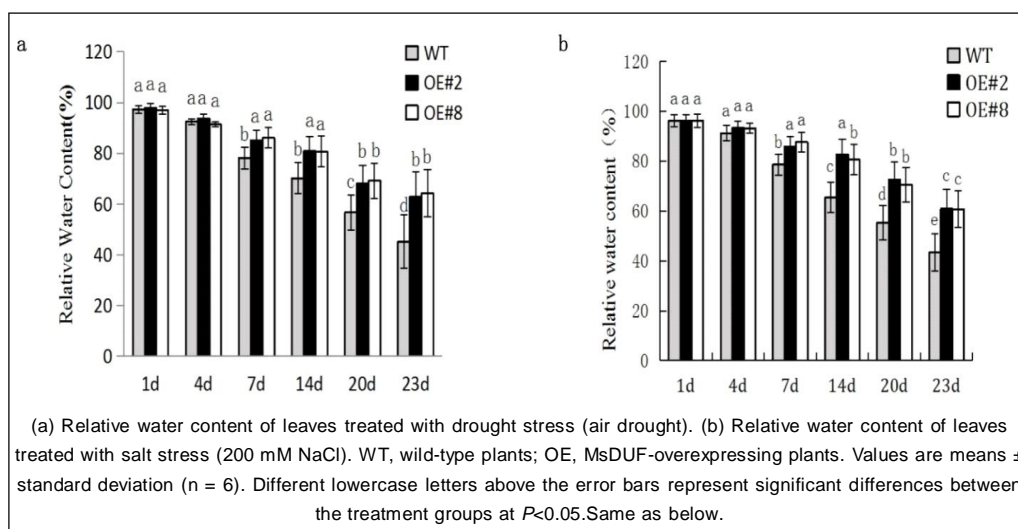 a
120
100
80
60
40
20
0
Relative Water Content(%)
WT
OE#2
OE#8
a a a
a a a
b a a
b a a
c b b
d b b
1d 4d 7d 14d 20d 23d
b
120
100
80
60
40
20
0
Relative water content (%)
WT
OE#2
OE#8
a a a
a a a
b a a
c a b
d b b
e c c
1d 4d 7d 14d 20d 23d
(a) Relative water content of leaves treated with drought stress (air drought). (b) Relative water content of leaves
treated with salt stress (200 mM NaCl). WT, wild-type plants; OE, MsDUF-overexpressing plants. Values are means ±
standard deviation (n = 6). Different lowercase letters above the error bars represent significant differences between
the treatment groups at P<0.05.Same as below.